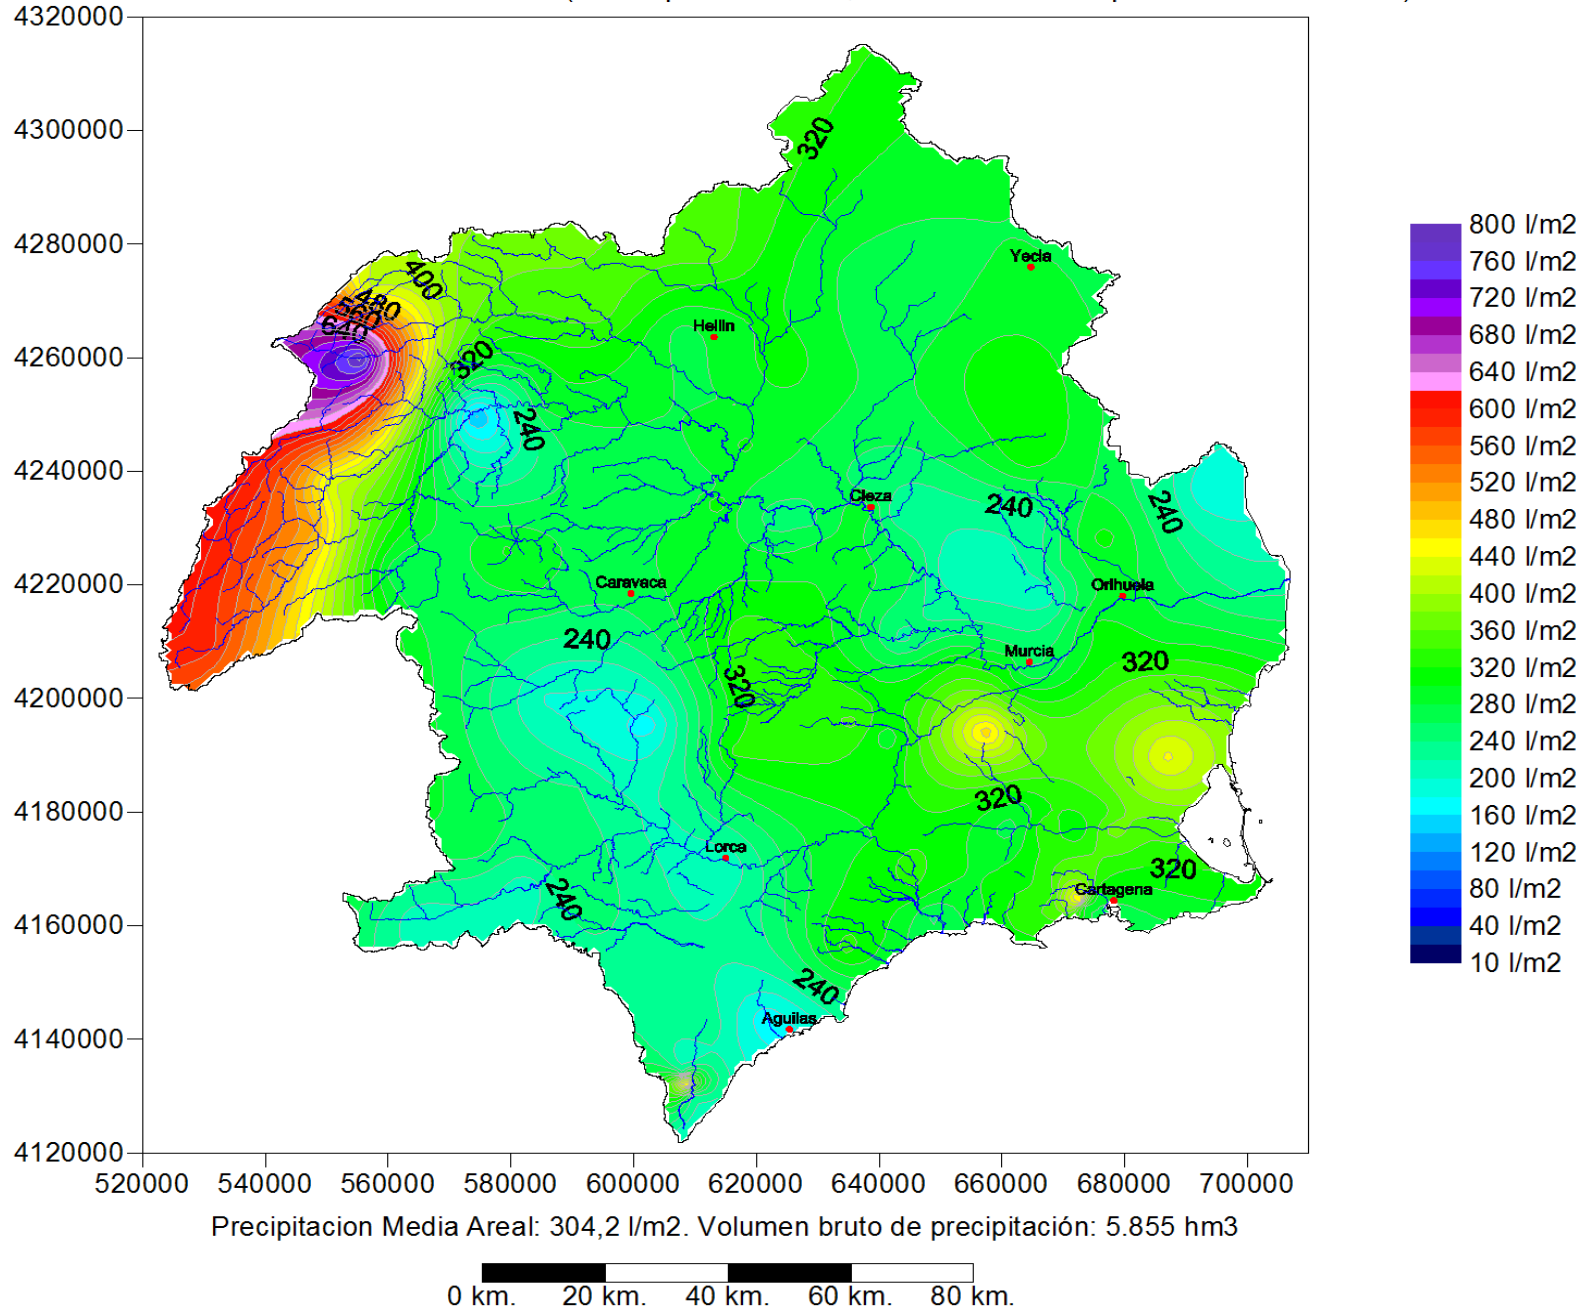 4320000
4300000
4280000
4260000
4240000
4220000
4200000
4180000
4160000
4140000
4120000
520000 540000 560000 580000 600000 620000 640000 660000 680000 700000
320
400
480
560
640
320
240
Yecla
Hellin
Cieza
240
240
Caravaca
Orihuela
240
Murcia
320
320
320
Lorca
240
320
Cartagena
240
Aguilas
800 l/m2
760 l/m2
720 l/m2
680 l/m2
640 l/m2
600 l/m2
560 l/m2
520 l/m2
480 l/m2
440 l/m2
400 l/m2
360 l/m2
320 l/m2
280 l/m2
240 l/m2
200 l/m2
160 l/m2
120 l/m2
80 l/m2
40 l/m2
10 l/m2
Precipitacion Media Areal: 304,2 l/m2. Volumen bruto de precipitación: 5.855 hm3
0 km. 20 km. 40 km. 60 km. 80 km.